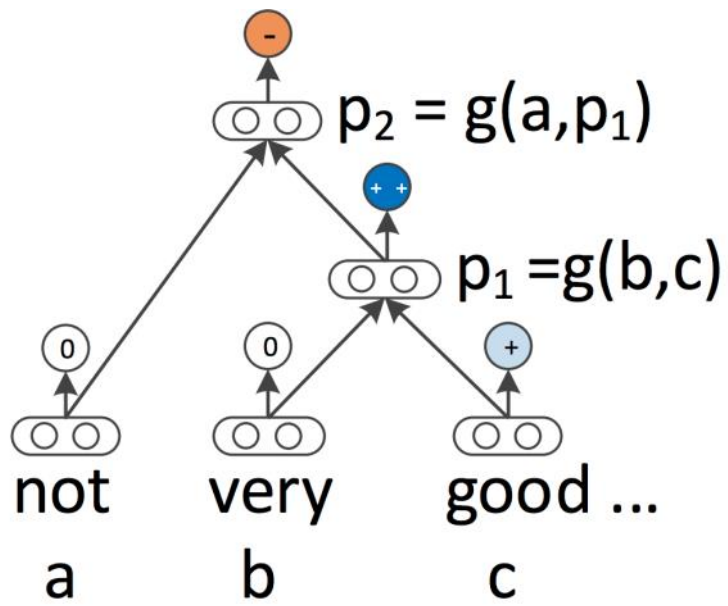 -
p₂ = g(a,p₁)
+ +
p₁ =g(b,c)
0 0 +
not very good ...
a b c